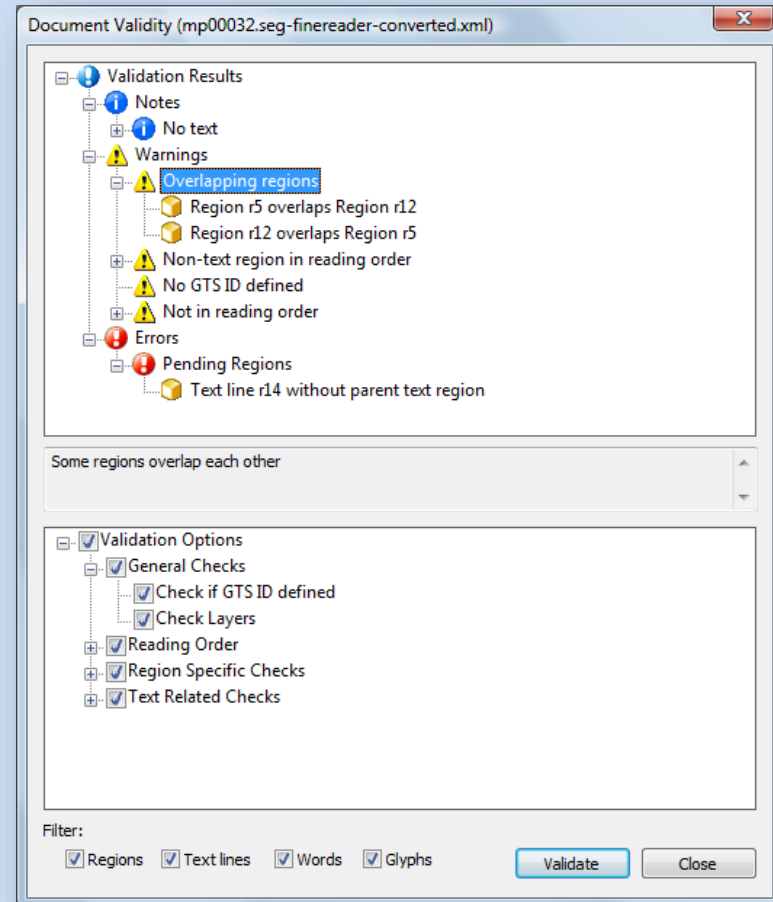 Document Validity (mp00032.seg-finereader-converted.xml)
Validation Results
Notes
No text
Warnings
Overlapping regions
Region r5 overlaps Region r12
Region r12 overlaps Region r5
Non-text region in reading order
No GTS ID defined
Not in reading order
Errors
Pending Regions
Text line r14 without parent text region
Some regions overlap each other
Validation Options
General Checks
Check if GTS ID defined
Check Layers
Reading Order
Region Specific Checks
Text Related Checks
Filter:
Regions Text lines Words Glyphs Validate Close